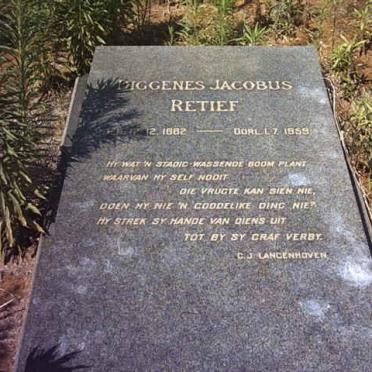 DIOGENES JACOBUS
RETIEF
12. 1882 — OORL. 1.7. 1959
HY WAT 'N STADIG-WASSENDE BOOM PLANT
WAARVAN HY SELF NOOIT
DIE VRUGTE KAN SIEN NIE,
DOEN HY NIE 'N GODDELIKE DING NIE?
HY STREK SY HANDE VAN DIENS UIT
TOT BY SY GRAF VERBY.
C.J. LANGENHOVEN.